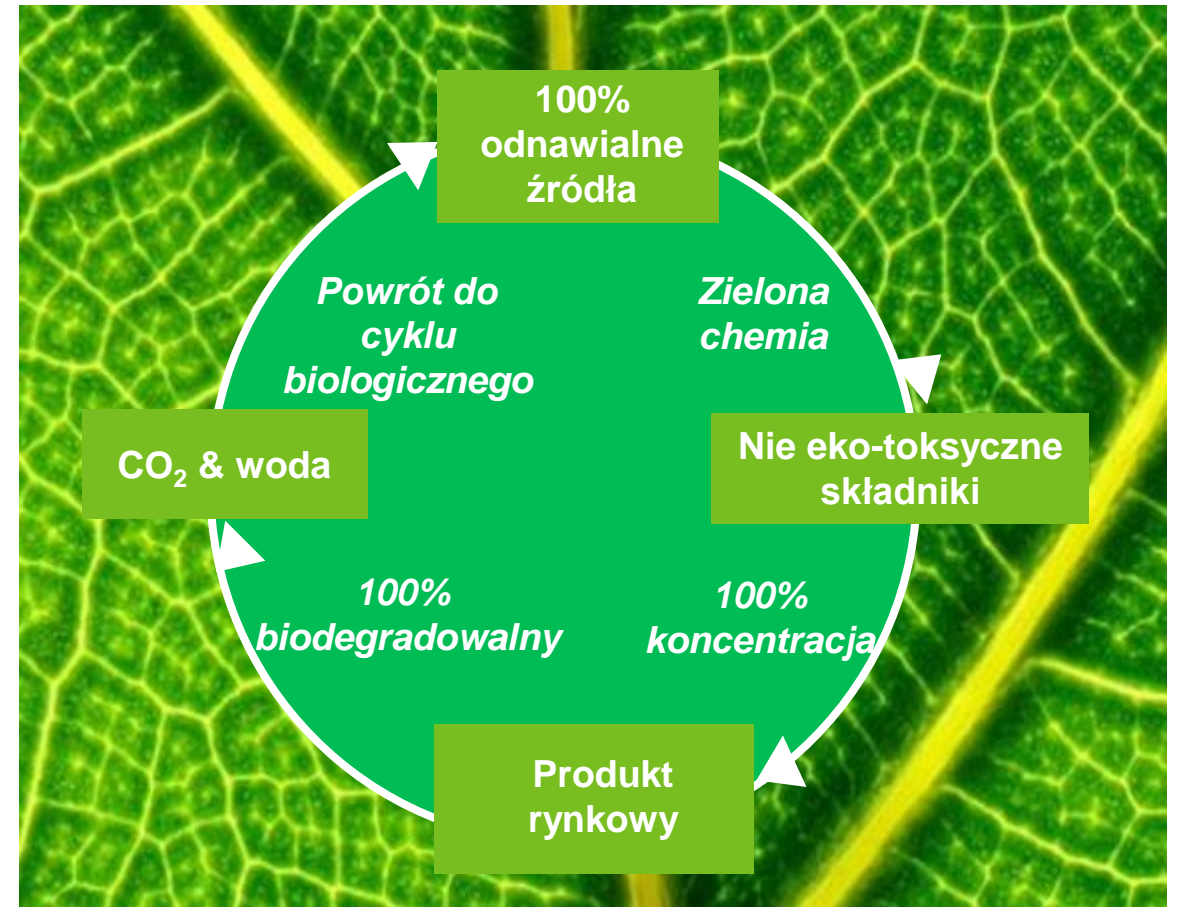 100%
odnawialne
źródła
Powrót do
cyklu
biologicznego
Zielona
chemia
CO₂ & woda
Nie eko-toksyczne
składniki
100%
biodegradowalny
100%
koncentracja
Produkt
rynkowy